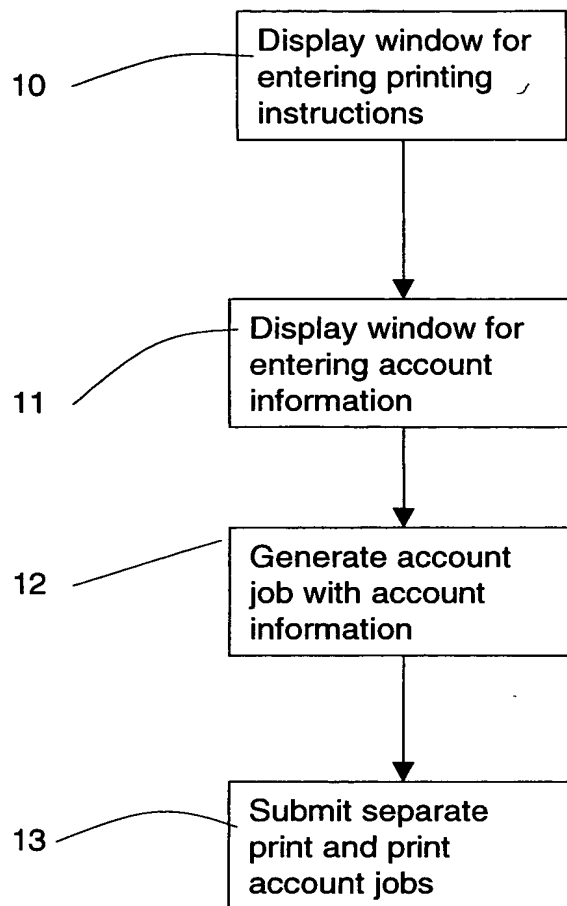 10
Display window for
entering printing
instructions
11
Display window for
entering account
information
12
Generate account
job with account
information
13
Submit separate
print and print
account jobs